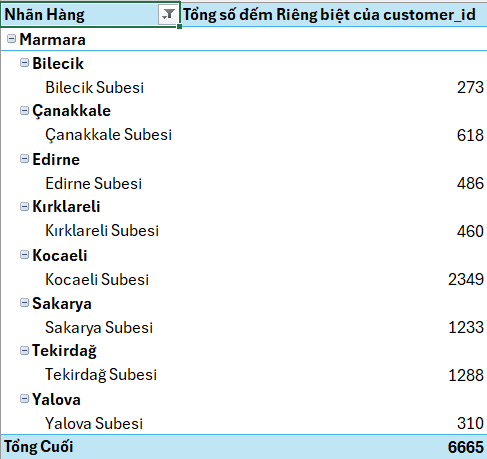 Nhãn Hàng Tổng số đếm Riêng biệt của customer_id
Marmara
Bilecik
Bilecik Subesi 273
Çanakkale
Çanakkale Subesi 618
Edirne
Edirne Subesi 486
Kırklareli
Kırklareli Subesi 460
Kocaeli
Kocaeli Subesi 2349
Sakarya
Sakarya Subesi 1233
Tekirdağ
Tekirdağ Subesi 1288
Yalova
Yalova Subesi 310
Tổng Cuối 6665